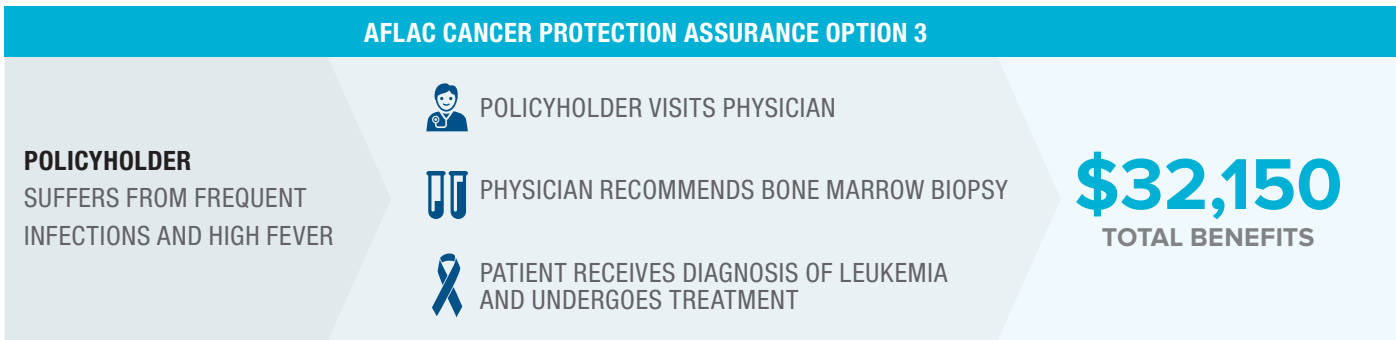 AFLAC CANCER PROTECTION ASSURANCE OPTION 3
POLICYHOLDER
SUFFERS FROM FREQUENT
INFECTIONS AND HIGH FEVER
POLICYHOLDER VISITS PHYSICIAN
PHYSICIAN RECOMMENDS BONE MARROW BIOPSY
PATIENT RECEIVES DIAGNOSIS OF LEUKEMIA
AND UNDERGOES TREATMENT
$32,150
TOTAL BENEFITS